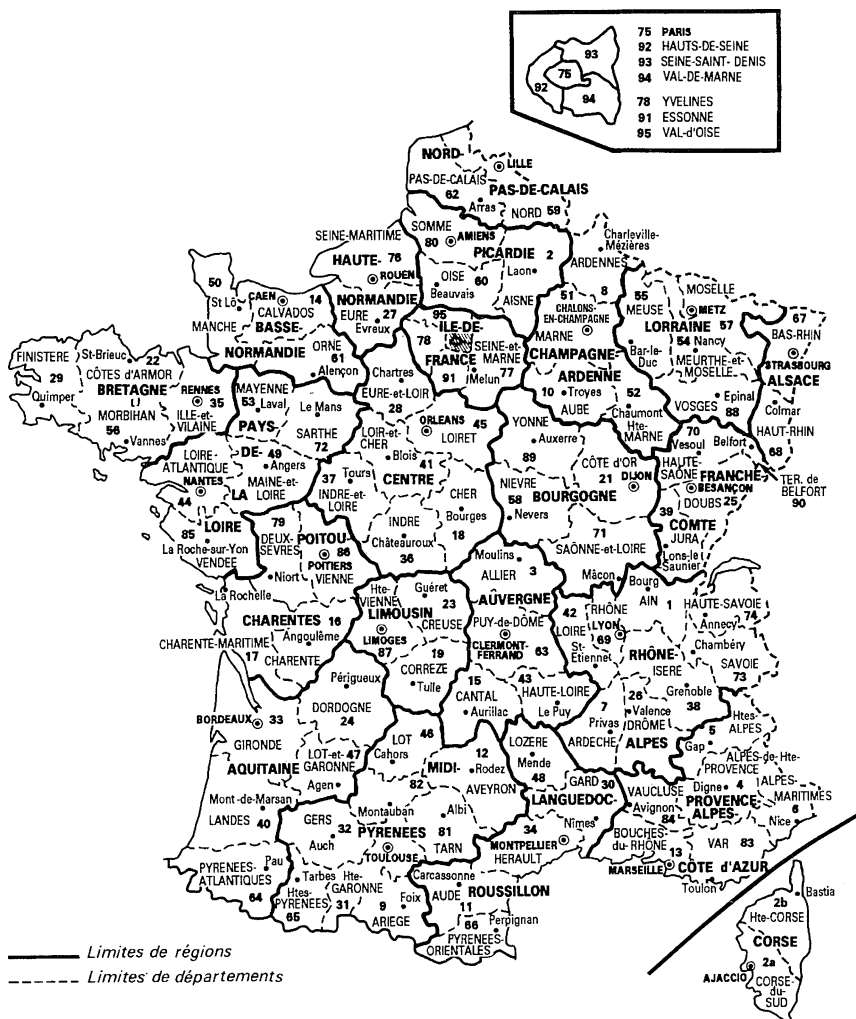 75 PARIS
92 HAUTS-DE-SEINE
93 SEINE-SAINT- DENIS
94 VAL-DE-MARNE
78 YVELINES
91 ESSONNE
95 VAL-d'OISE
93
75
92
94
NORD-
LILLE
PAS-DE-CALAIS
62
PAS-DE-CALAIS
Arras
NORD 59
SOMME
80 AMIENS
Charleville-
Mézières
SEINE-MARITIME
PICARDIE 2
HAUTE- 76
ROUEN
OISE 60
Beauvais
Laon
ARDENNES
8
AISNE
50
St Lô
MANCHE
CAEN 14
CALVADOS
BASSE-
NORMANDIE
NORMANDIE
EURE 27
Evreux
95
ILE-DE-
78
FRANCE
SEINE-et-
MARNE
91 Melun 77
51
CHALONS-
EN-CHAMPAGNE
MARNE
CHAMPAGNE-
ARDENNE
55
MEUSE
MOSELLE
METZ
LORRAINE 57
54 Nancy
Bar-le-
Duc
MEURTHE-et-
MOSELLE
67
BAS-RHIN
STRASBOURG
ALSACE
ORNE
61
Alençon
FINISTERE
29
Quimper
St-Brieuc 22
CÔTES D'ARMOR
BRETAGNE
RENNES
35
MORBIHAN
56
Vannes
ILLE-et-
VILAINE
MAYENNE
53 Laval
PAYS-
Le Mans
SARTHE
72
Chartres
EURE-et-LOIR
28
10 Troyes
AUBE
52
Chaumont
Hte-
MARNE
VOSGES
Epinal
88
Colmar
HAUT-RHIN
68
LOIRE-
ATLANTIQUE
NANTES
44
DE-
49
Angers
MAINE-et-
LOIRE
LA
LOIRE
LOIR-et-
CHER
Blois
41
ORLEANS 45
LOIRET
YONNE
Auxerre
89
70
Vesoul
HAUTE-
SAÔNE
Belfort
TER. de
BELFORT
90
37
Tours
INDRE-et-
LOIRE
CENTRE
CHER
Bourges
18
NIEVRE
58
Nevers
CÔTE D'OR
21 DIJON
BOURGOGNE
FRANCHE-
BESANÇON
DOUBS 25
39
COMTE
JURA
Lons-le
Saunier
85
La Roche-sur-Yon
VENDEE
79
DEUX-
SEVRES
Niort
POITOU-
86
POITIERS
VIENNE
INDRE
Châteauroux
36
71
SAÔNE-et-LOIRE
Mâcon
Moulins
ALLIER 3
La Rochelle
CHARENTES 16
Angoulême
CHARENTE-MARITIME
17
CHARENTE
Hte-
VIENNE
LIMOUSIN
LIMOGES
87
Guéret
23
CREUSE
AUVERGNE
PUY-de-DÔME
CLERMONT-
FERRAND 63
42
LOIRE
St-
Etienne
RHÔNE
LYON
69
Bourg
AIN 1
HAUTE-SAVOIE
Annecy 74
Chambéry
SAVOIE
73
RHÔNE-
ISERE
Grenoble
38
19
CORREZE
Tulle
15
CANTAL
Aurillac
43
HAUTE-LOIRE
Le Puy
Périgueux
DORDOGNE
24
BORDEAUX 33
GIRONDE
7
Privas
ARDECHE
26
Valence
DRÔME
ALPES
5
Htes-
ALPES
Gap
AQUITAINE
LOT-et- 47
GARONNE
Agen
LOT
46
Cahors
MIDI-
82
12
Rodez
AVEYRON
LOZERE
Mende
48
GARD 30
LANGUEDOC-
Nîmes
VAUCLUSE
Avignon
84
ALPES-de-Hte-
PROVENCE
Digne 4
PROVENCE-
ALPES-
ALPES-
MARITIMES
6
Nice
Mont-de-Marsan
LANDES 40
Montauban
GERS
32
Auch
PYRENEES
TOULOUSE
Albi
81
TARN
34
MONTPELLIER
HERAULT
BOUCHES-
du-RHÔNE
13
MARSEILLE
VAR 83
CÔTE d'AZUR
Toulon
PYRENEES-
ATLANTIQUES
64
Pau
Tarbes
Htes-
PYRENEES
65
Hte-
GARONNE
31
9
Foix
ARIEGE
Carcassonne
AUDE
11
ROUSSILLON
66
Perpignan
PYRENEES-
ORIENTALES
2b
Bastia
Hte-CORSE
CORSE
2a
AJACCIO
CORSE-
du-
SUD
Limites de régions
Limites de départements